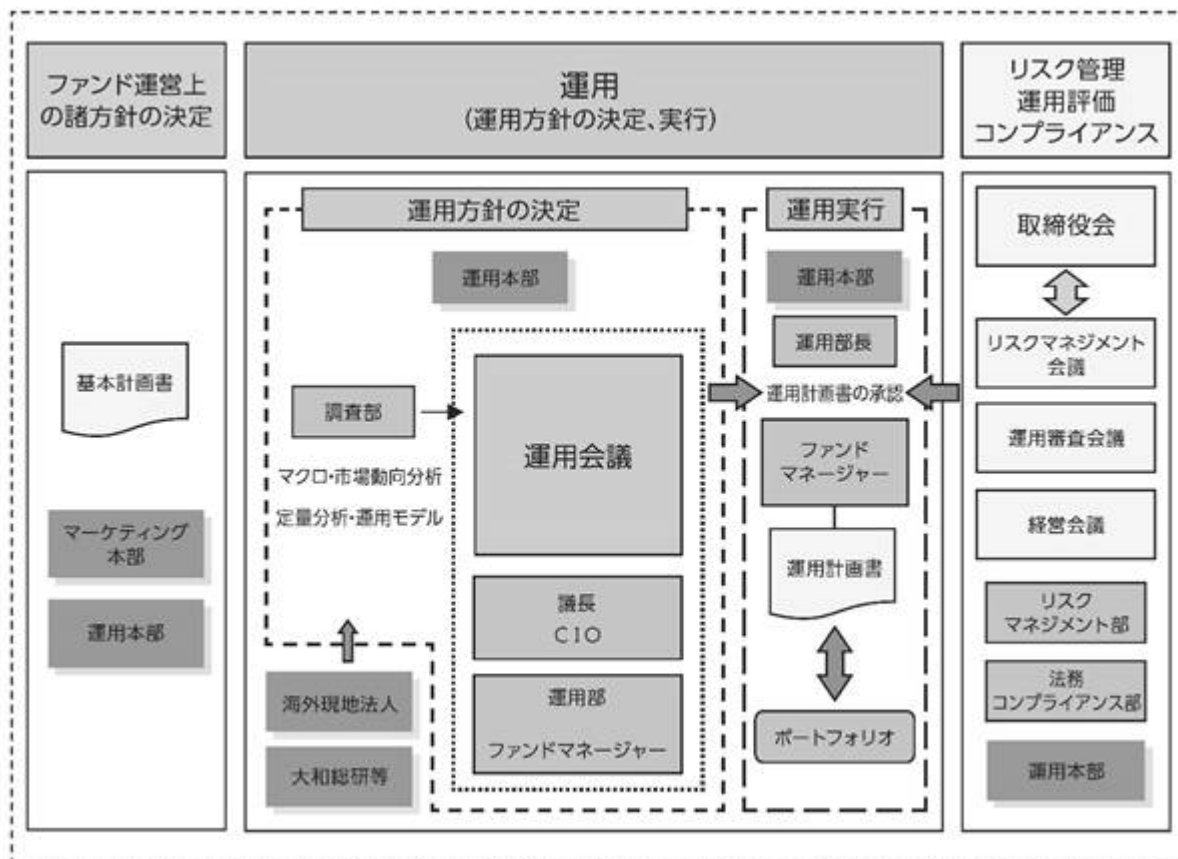 ファンド運営上
の諸方針の決定
運用
(運用方針の決定、実行)
リスク管理
運用評価
コンプライアンス
基本計画書
マーケティング
本部
運用本部
運用方針の決定
運用本部
調査部
マクロ・市場動向分析
定量分析・運用モデル
運用会議
議長
CIO
運用部
ファンドマネージャー
海外現地法人
大和総研等
運用実行
運用本部
運用部長
運用計画書の承認
ファンド
マネージャー
運用計画書
ポートフォリオ
取締役会
リスクマネジメント
会議
運用審査会議
経営会議
リスク
マネジメント部
法務
コンプライアンス部
運用本部